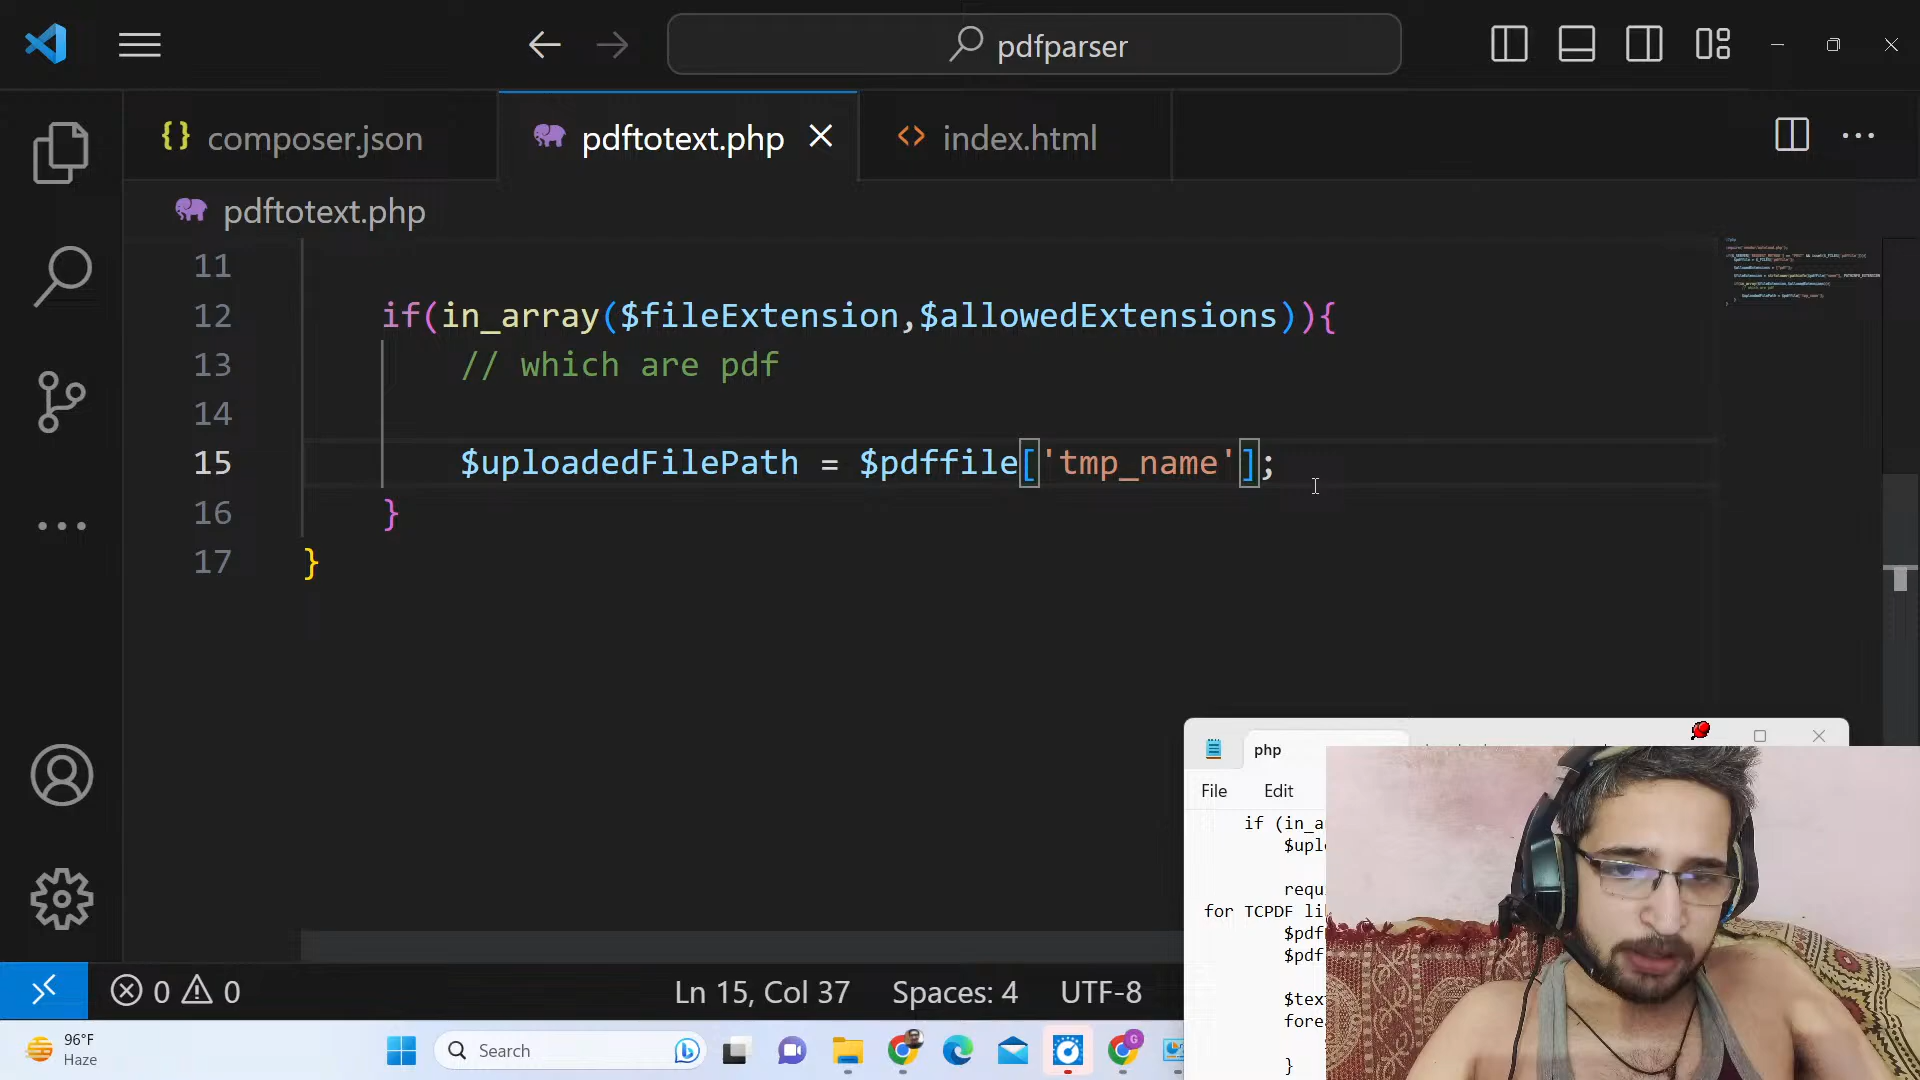 pdfparser
composer.json
pdftotext.php
index.html
pdftotext.php
11
12 if(in_array($fileExtension,$allowedExtensions)){
13 // which are pdf
14
15 $uploadedFilePath = $pdffile['tmp_name'];
16 }
17 }
php
File Edit
if (in_a
$uplo
requ
for TCPDF li
$pdf
$pdf
$tex
fore
}
0 0
Ln 15, Col 37
Spaces: 4
UTF-8
96°F
Haze
Search